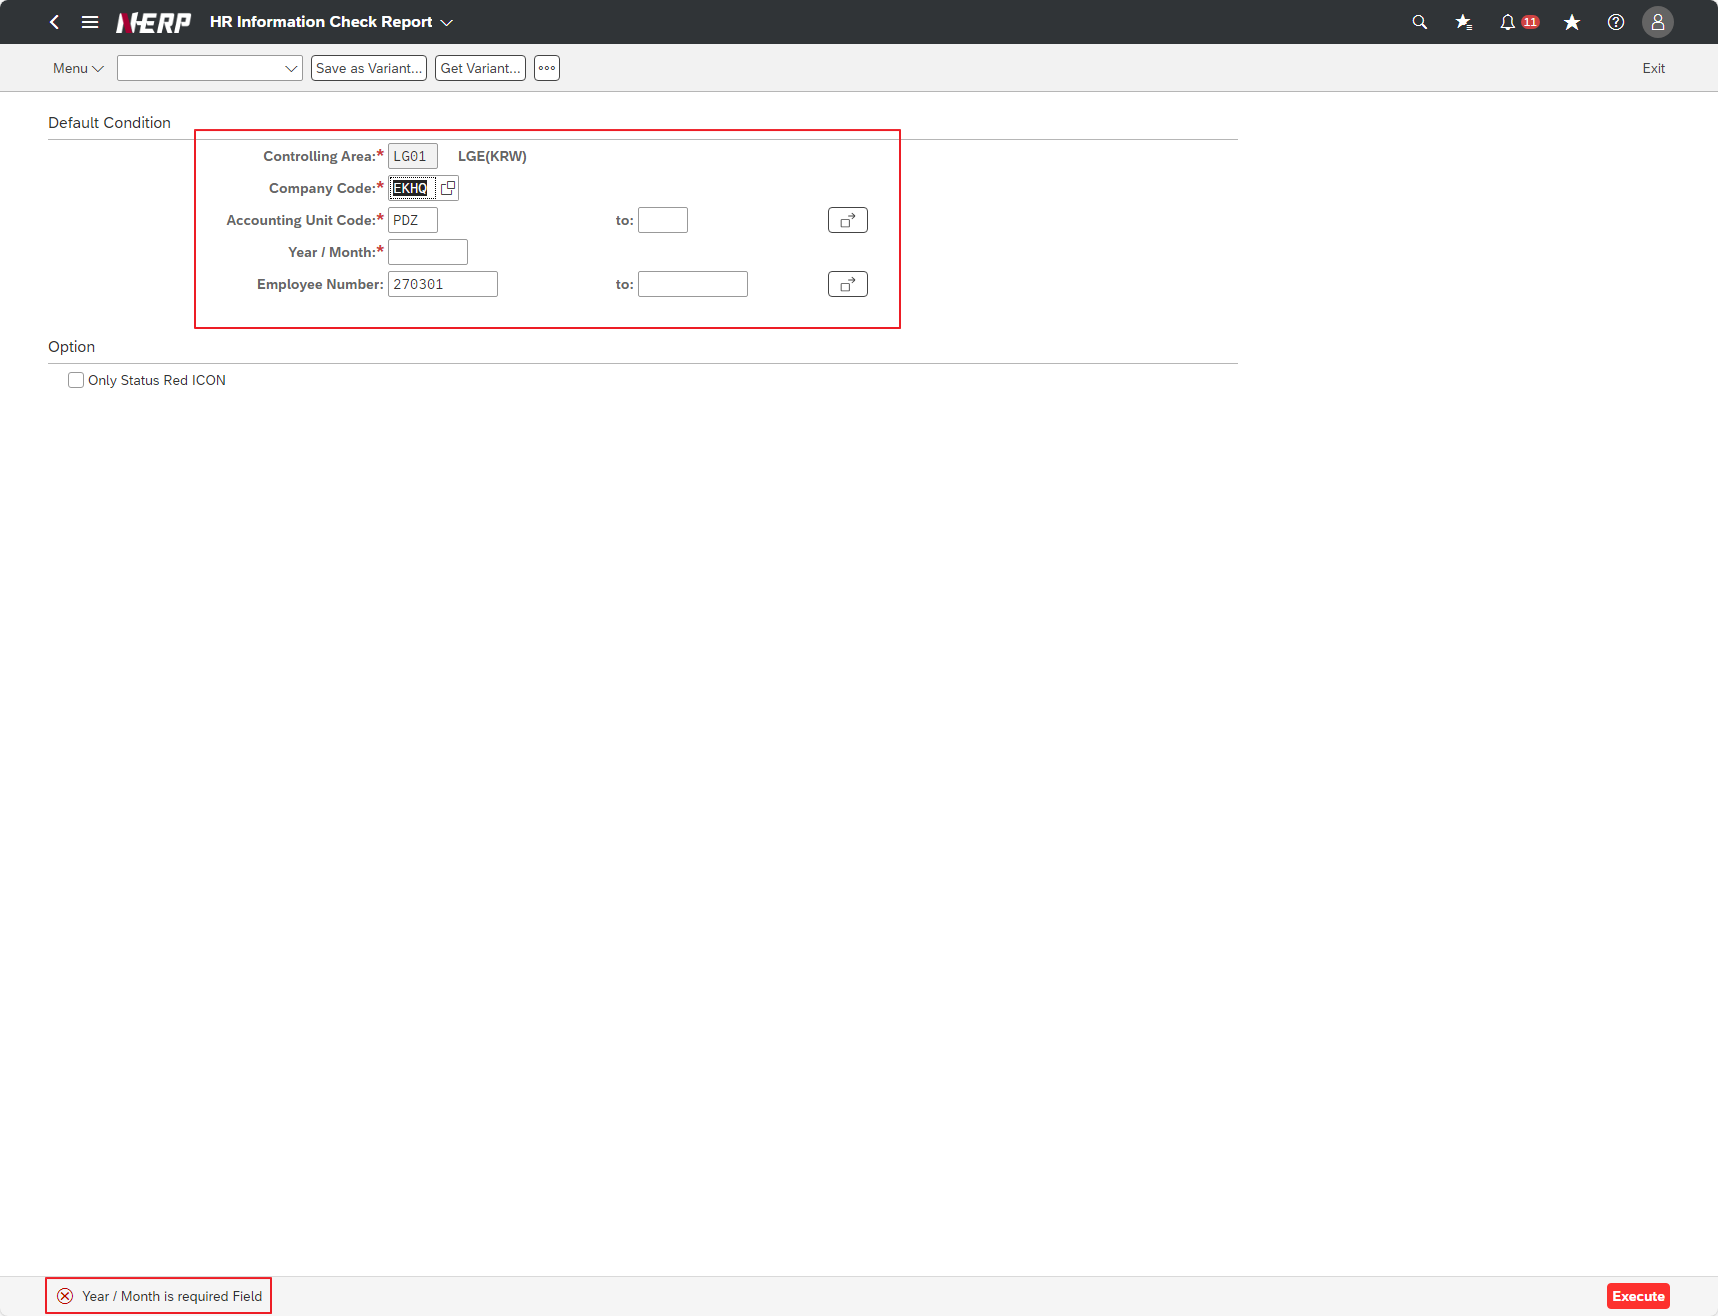 NERP HR Information Check Report 11
Menu Save as Variant... Get Variant... Exit
Default Condition
Controlling Area:* LG01 LGE(KRW)
Company Code:* EKHQ
Accounting Unit Code:* PDZ to:
Year / Month:*
Employee Number: 270301 to:
Option
Only Status Red ICON
Year / Month is required Field Execute